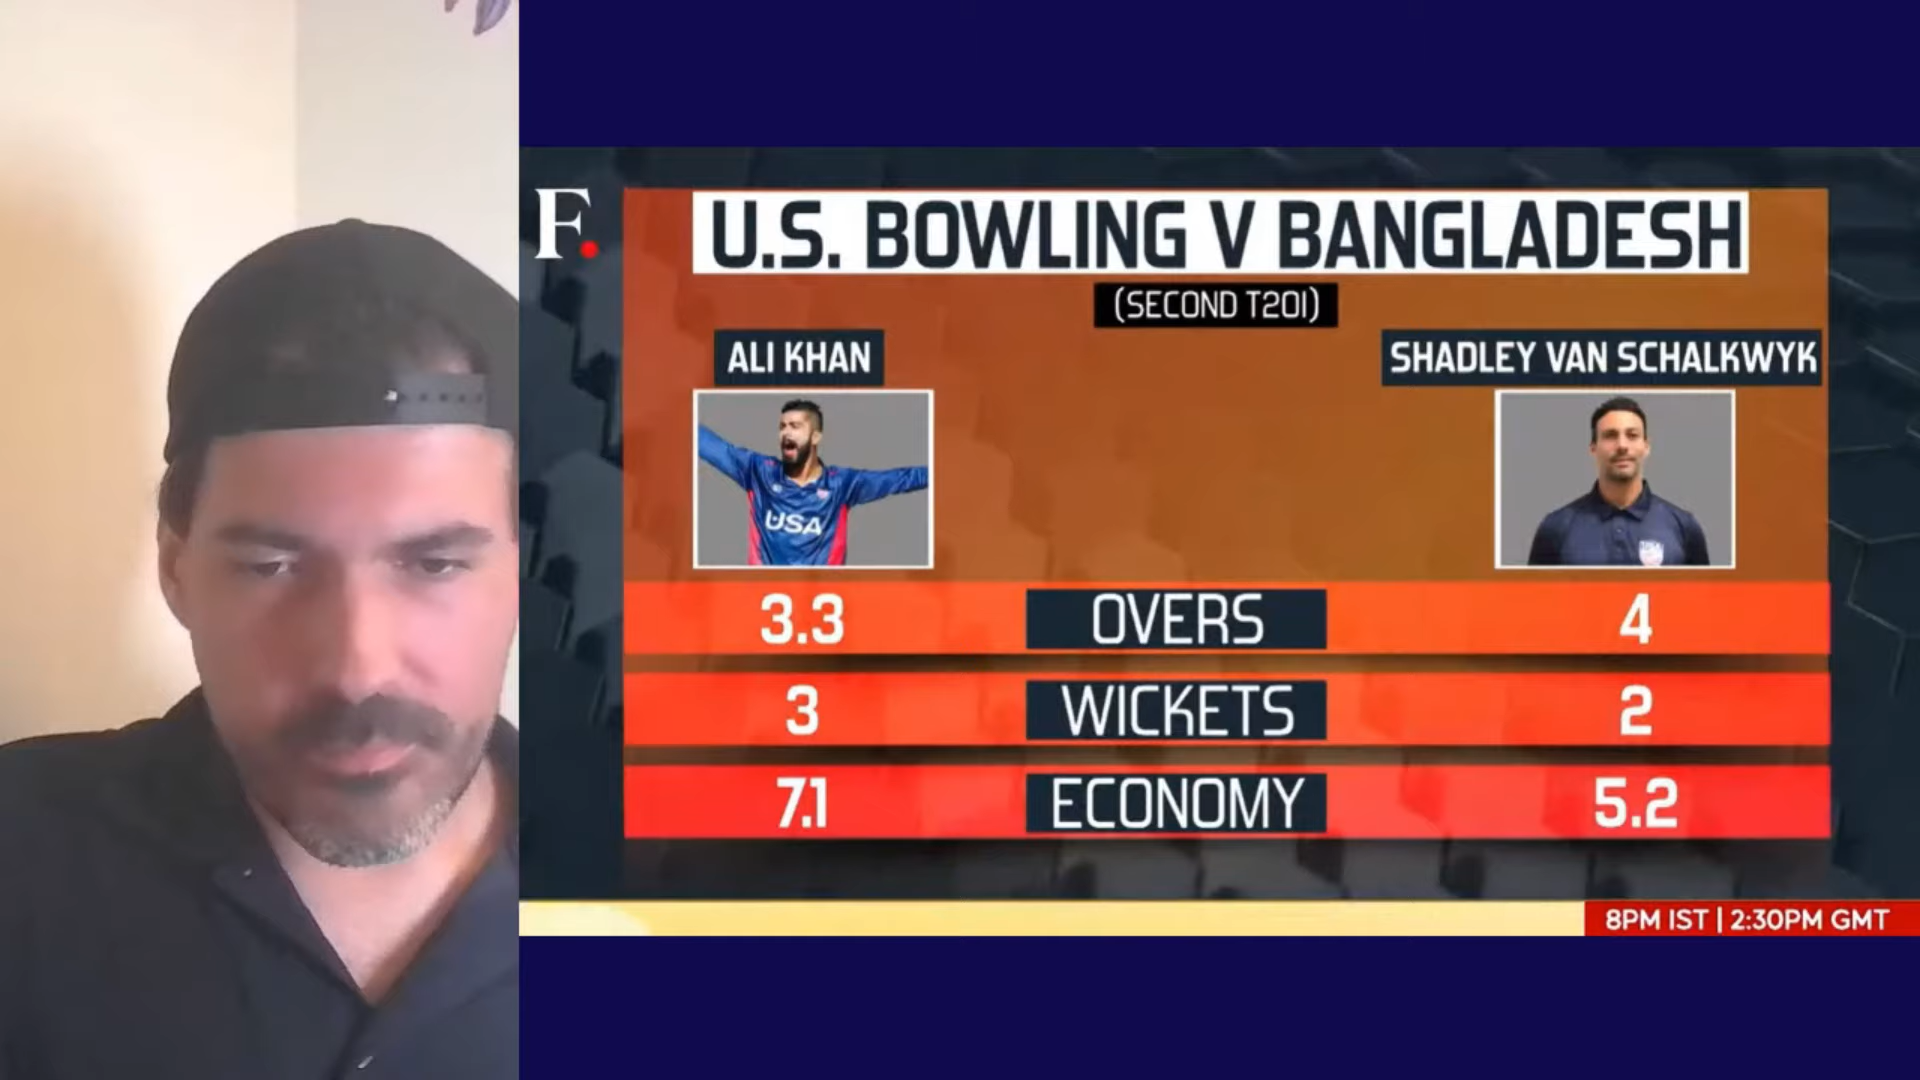 F.
U.S. BOWLING V BANGLADESH
(SECOND T20I)
ALI KHAN
SHADLEY VAN SCHALKWYK
USA
3.3 OVERS 4
3 WICKETS 2
7.1 ECONOMY 5.2
8PM IST | 2:30PM GMT